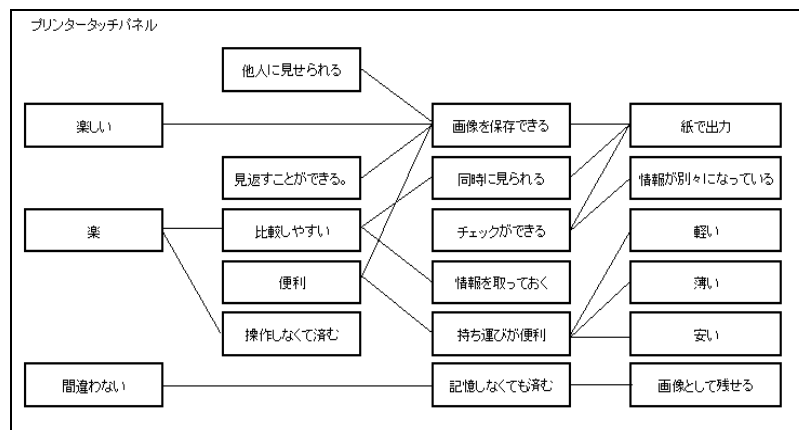 プリンタータッチパネル
他人に見せられる
楽しい
画像を保存できる
紙で出力
見返すことができる。
同時に見られる
情報が別々になっている
楽
比較しやすい
チェックができる
軽い
便利
情報を取っておく
薄い
操作しなくて済む
持ち運びが便利
安い
間違わない
記憶しなくても済む
画像として残せる